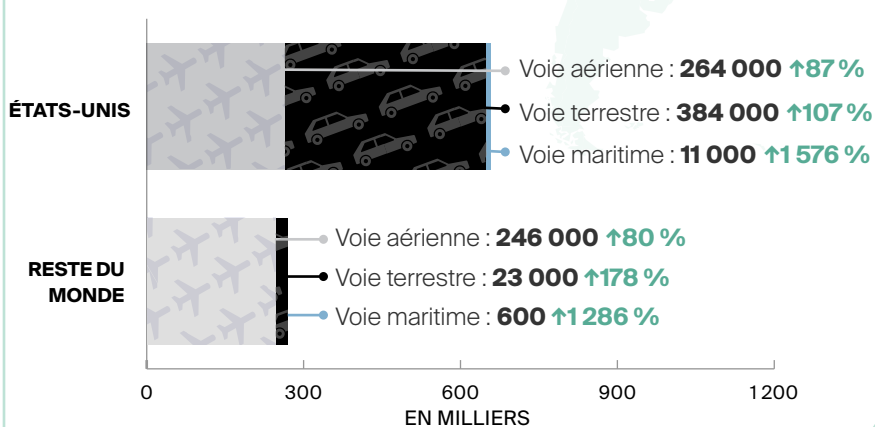 ÉTATS-UNIS
Voie aérienne : 264 000 ↑87 %
Voie terrestre : 384 000 ↑107 %
Voie maritime : 11 000 ↑1 576 %
RESTE DU
MONDE
Voie aérienne : 246 000 ↑80 %
Voie terrestre : 23 000 ↑178 %
Voie maritime : 600 ↑1 286 %
0 300 600 900 1 200
EN MILLIERS